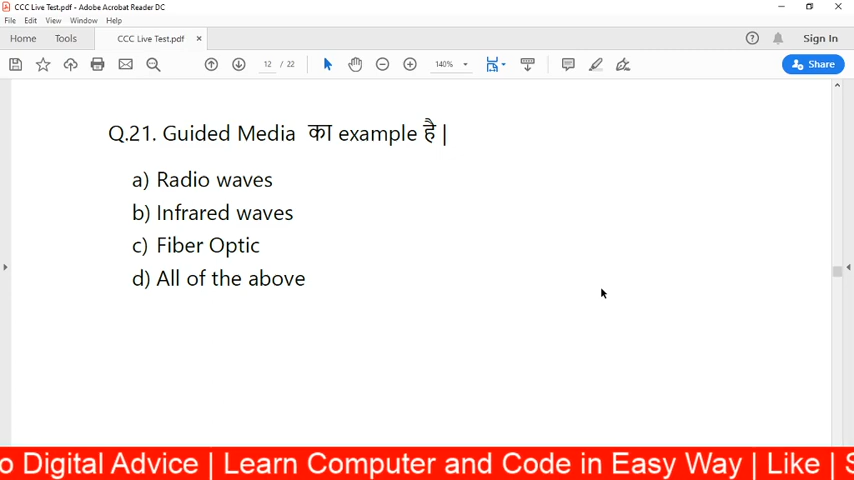 CCC Live Test.pdf - Adobe Acrobat Reader DC
File Edit View Window Help
Home Tools CCC Live Test.pdf × Sign In
12 / 22 140% Share
Q.21. Guided Media का example है |
a) Radio waves
b) Infrared waves
c) Fiber Optic
d) All of the above
o Digital Advice | Learn Computer and Code in Easy Way | Like | S